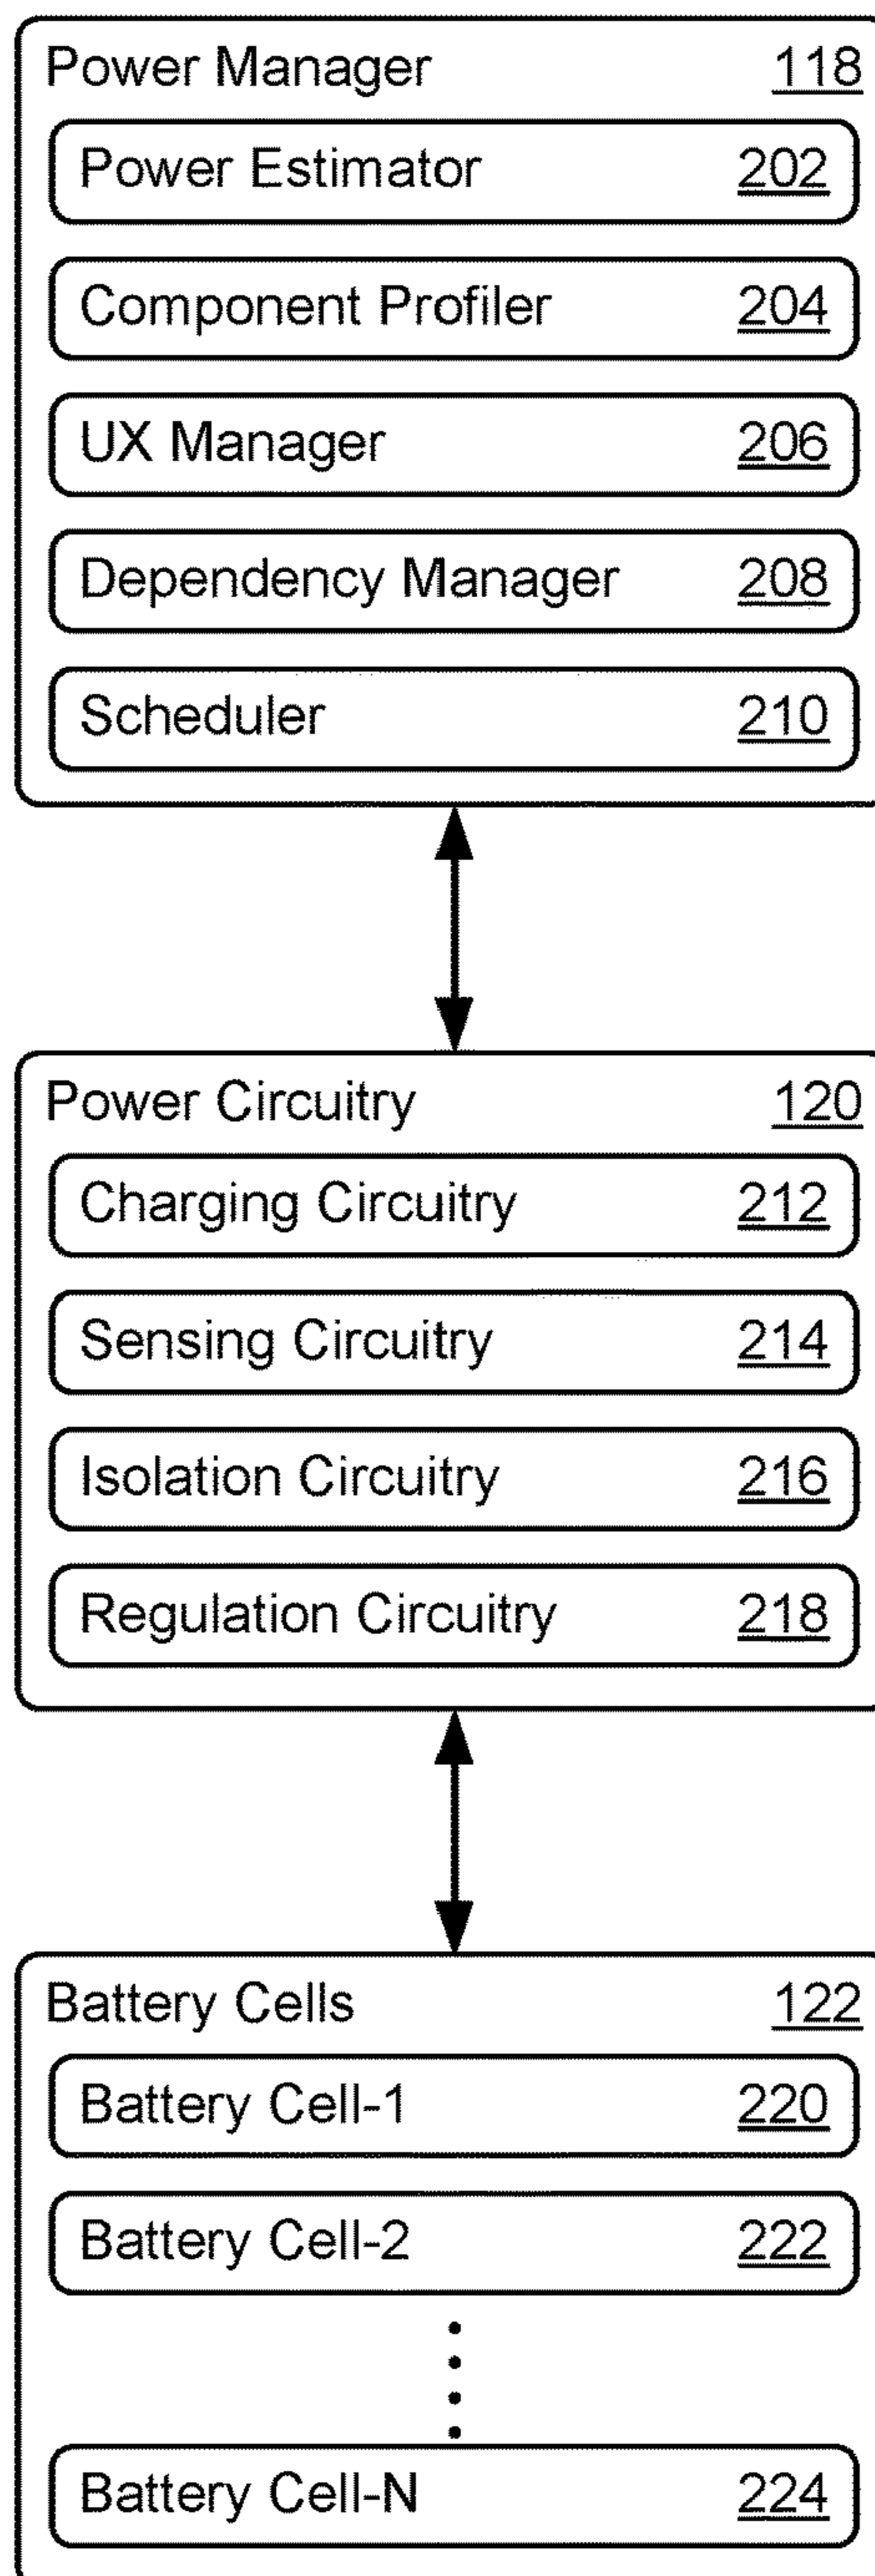 Power Manager 118
Power Estimator 202
Component Profiler 204
UX Manager 206
Dependency Manager 208
Scheduler 210
Power Circuitry 120
Charging Circuitry 212
Sensing Circuitry 214
Isolation Circuitry 216
Regulation Circuitry 218
Battery Cells 122
Battery Cell-1 220
Battery Cell-2 222
Battery Cell-N 224